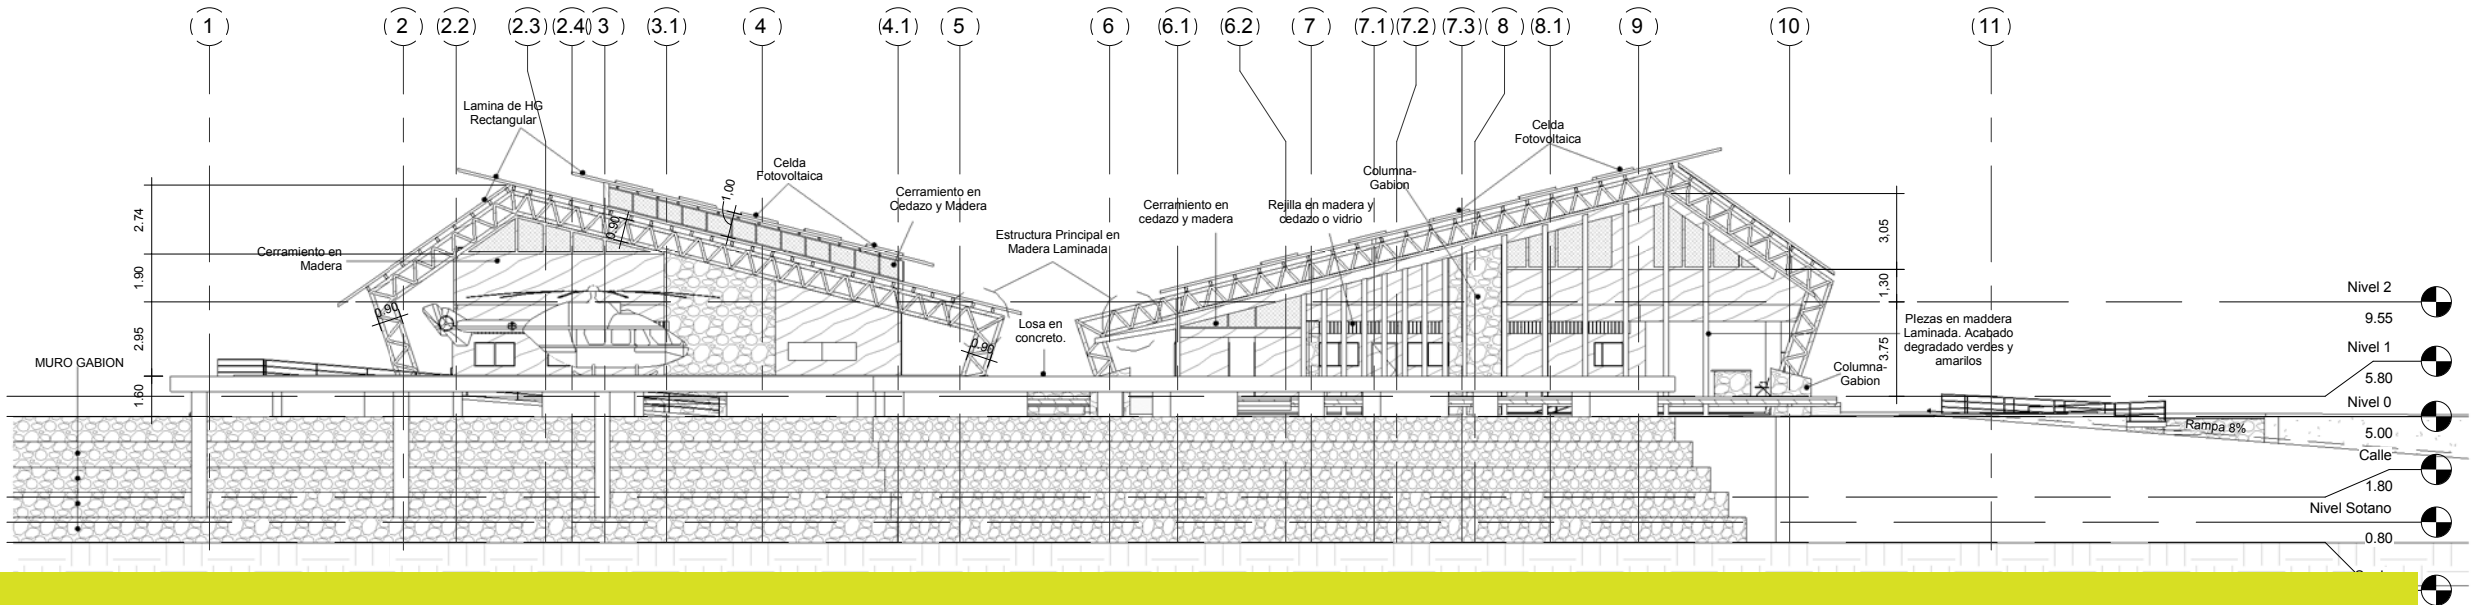 1
2
2.2
2.3
2.4
3
3.1
4
4.1
5
6
6.1
6.2
7
7.1
7.2
7.3
8
8.1
9
10
11
Lamina de HG
Rectangular
Celda
Fotovoltaica
1,00
0.90
Cerramiento en
Cedazo y Madera
Cerramiento en
Madera
2.74
1.90
2.95
1.60
0.90
0.90
MURO GABION
Estructura Principal en
Madera Laminada
Losa en
concreto.
Cerramiento en
cedazo y madera
Rejilla en madera y
cedazo o vidrio
Columna-
Gabion
Celda
Fotovoltaica
3,05
1,30
3.75
Piezas en maddera
Laminada. Acabado
degradado verdes y
amarilos
Columna-
Gabion
Rampa 8%
Nivel 2
9.55
Nivel 1
5.80
Nivel 0
5.00
Calle
1.80
Nivel Sotano
0.80